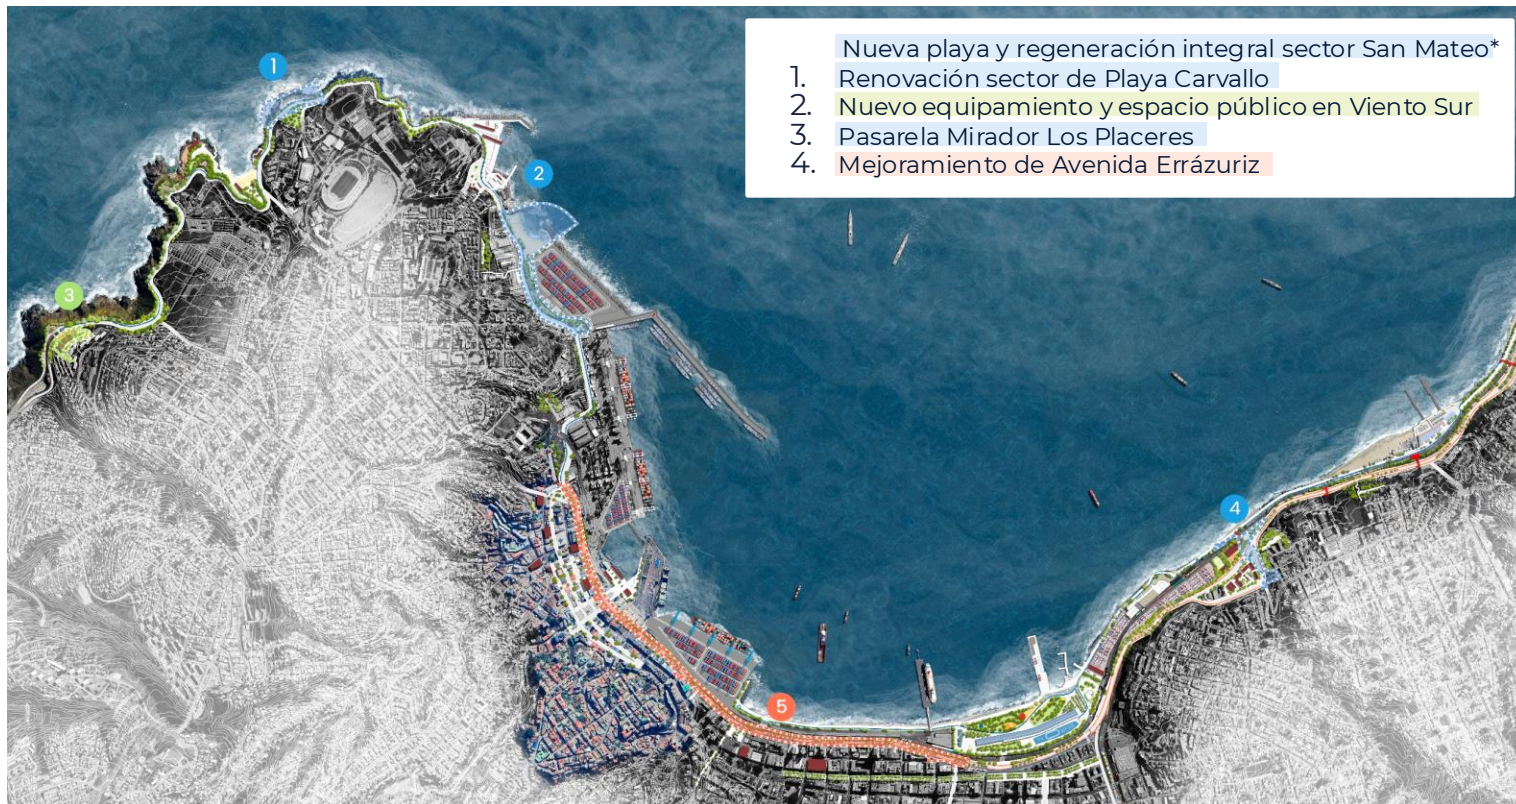 Nueva playa y regeneración integral sector San Mateo*
1. Renovación sector de Playa Carvallo
2. Nuevo equipamiento y espacio público en Viento Sur
3. Pasarela Mirador Los Placeres
4. Mejoramiento de Avenida Errázuriz
1
2
3
4
5